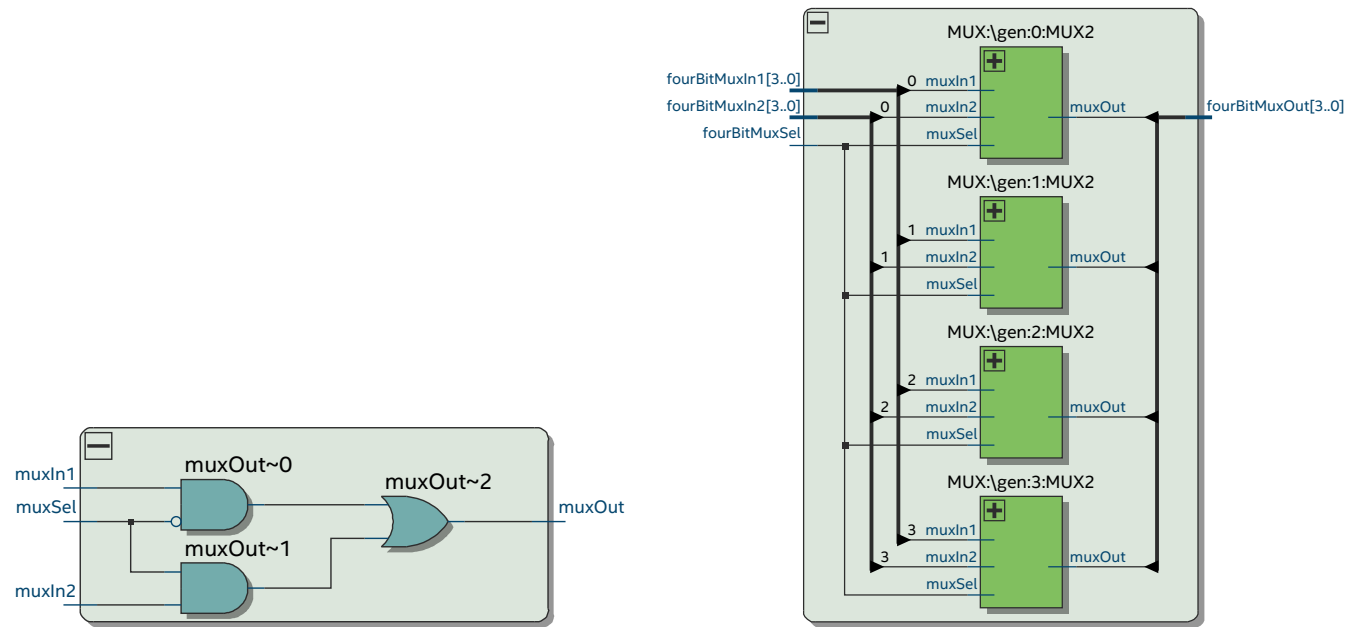 muxIn1
muxSel
muxIn2
muxOut~0
muxOut~1
muxOut~2
muxOut
MUX:\gen:0:MUX2
fourBitMuxIn1[3..0]
fourBitMuxIn2[3..0]
fourBitMuxSel
0 muxIn1
0 muxIn2
muxSel
muxOut
fourBitMuxOut[3..0]
MUX:\gen:1:MUX2
1 muxIn1
1 muxIn2
muxSel
muxOut
MUX:\gen:2:MUX2
2 muxIn1
2 muxIn2
muxSel
muxOut
MUX:\gen:3:MUX2
3 muxIn1
3 muxIn2
muxSel
muxOut